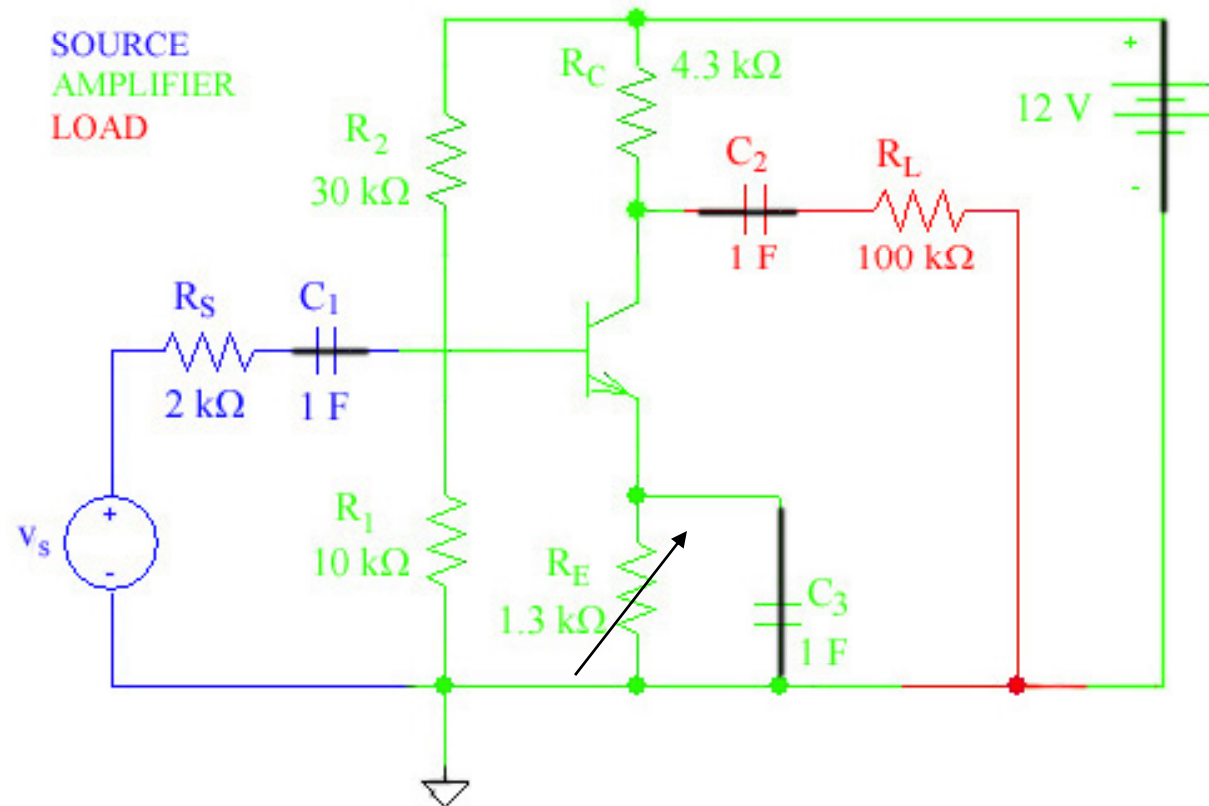 SOURCE
AMPLIFIER
LOAD
R_C
4.3 kΩ
+
12 V
-
R_2
30 kΩ
C_2
1 F
R_L
100 kΩ
R_S
2 kΩ
C_1
1 F
v_s
+
-
R_1
10 kΩ
R_E
1.3 kΩ
C_3
1 F